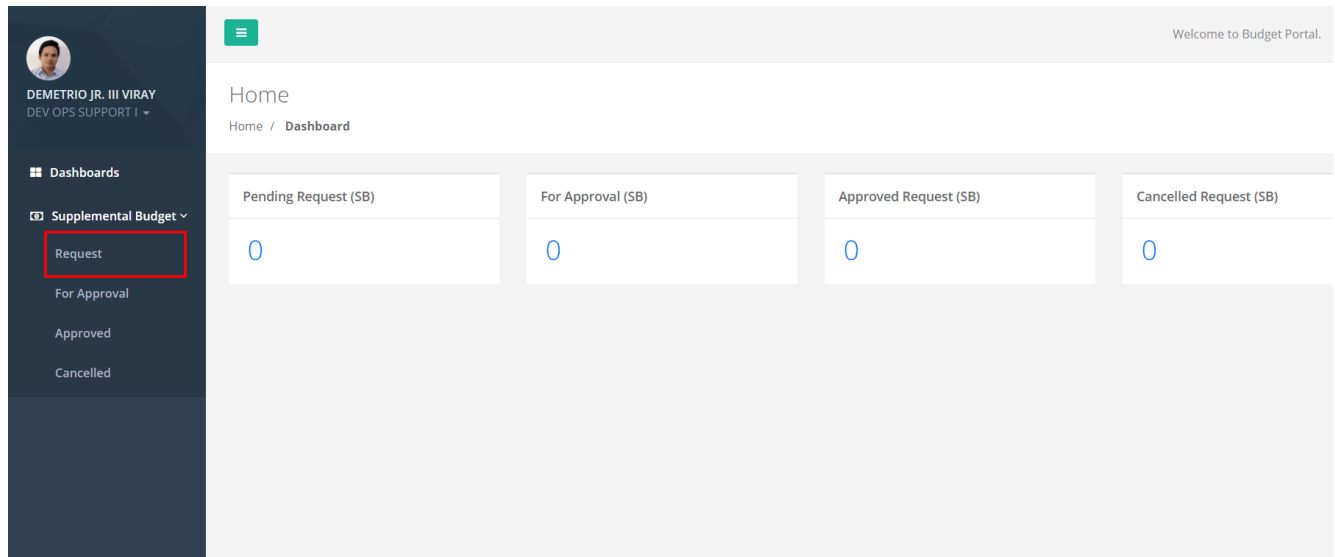 DEMETRIO JR. III VIRAY
DEV OPS SUPPORT I
Dashboards
Supplemental Budget
Request
For Approval
Approved
Cancelled
Welcome to Budget Portal.
Home
Home / Dashboard
Pending Request (SB)
0
For Approval (SB)
0
Approved Request (SB)
0
Cancelled Request (SB)
0